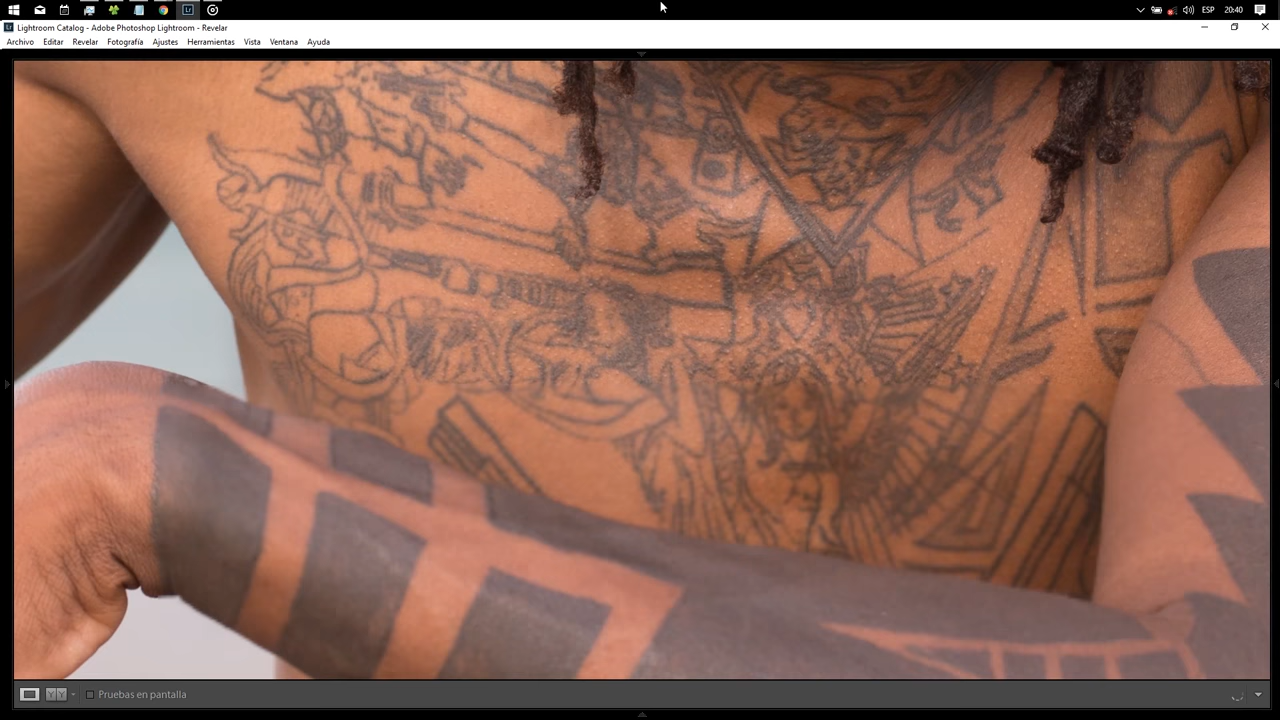 ESP 20:40
Lightroom Catalog - Adobe Photoshop Lightroom - Revelar
Archivo Editar Revelar Fotografía Ajustes Herramientas Vista Ventana Ayuda
Y Y Pruebas en pantalla